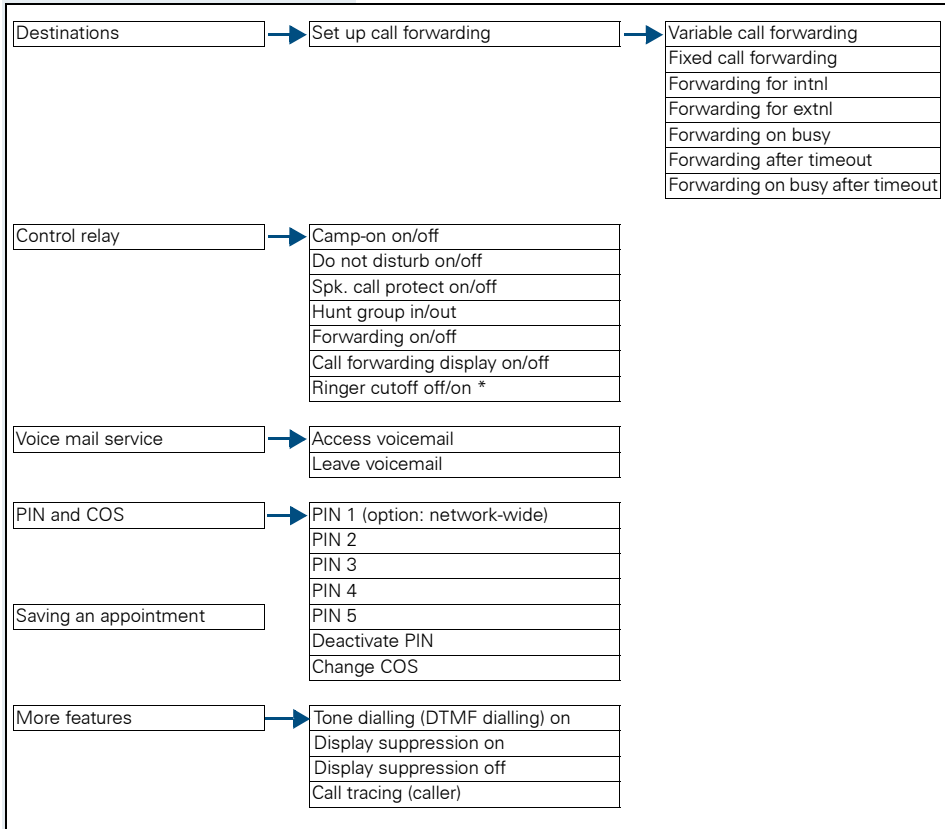 Destinations
Set up call forwarding
Variable call forwarding
Fixed call forwarding
Forwarding for intnl
Forwarding for extnl
Forwarding on busy
Forwarding after timeout
Forwarding on busy after timeout
Control relay
Camp-on on/off
Do not disturb on/off
Spk. call protect on/off
Hunt group in/out
Forwarding on/off
Call forwarding display on/off
Ringer cutoff off/on *
Voice mail service
Access voicemail
Leave voicemail
PIN and COS
PIN 1 (option: network-wide)
PIN 2
PIN 3
PIN 4
Saving an appointment
PIN 5
Deactivate PIN
Change COS
More features
Tone dialling (DTMF dialling) on
Display suppression on
Display suppression off
Call tracing (caller)